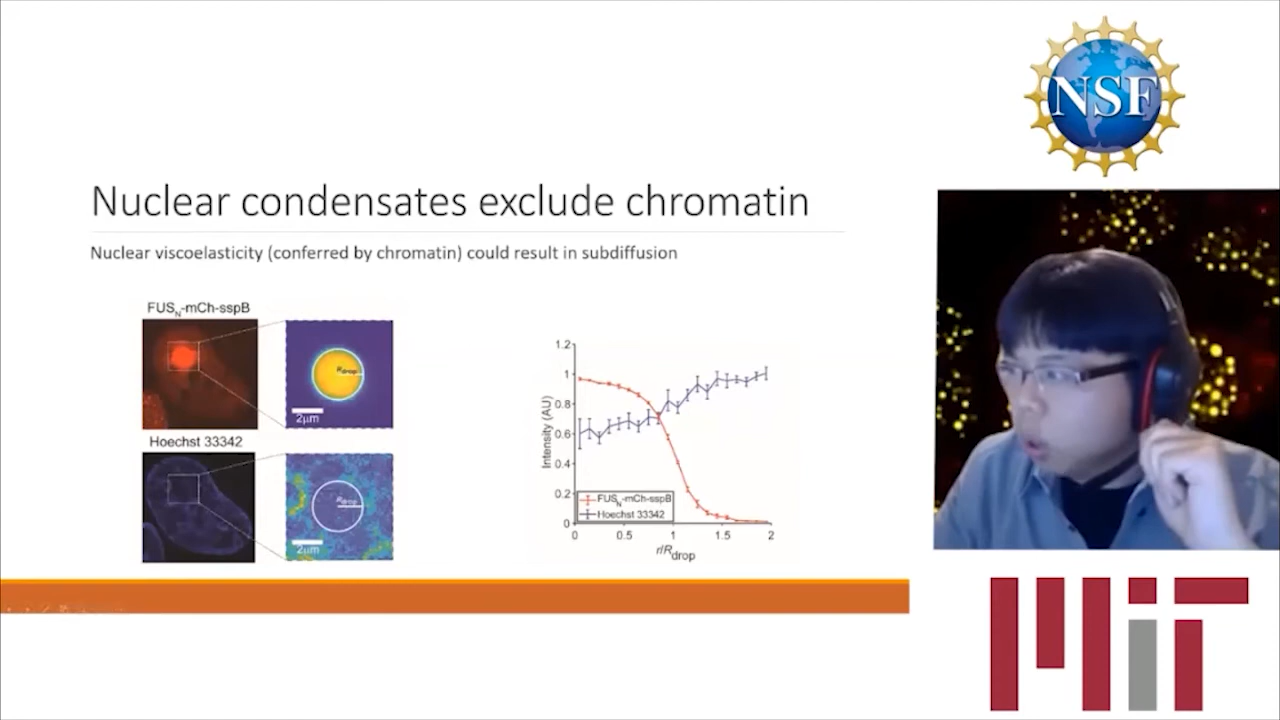 NSF
Nuclear condensates exclude chromatin
Nuclear viscoelasticity (conferred by chromatin) could result in subdiffusion
FUSN-mCh-sspB
Rdrop
2μm
Hoechst 33342
Rdrop
2μm
1.2
1
0.8
0.6
0.4
0.2
0
Intensity (AU)
FUSN-mCh-sspB
Hoechst 33342
0 0.5 1 1.5 2
r/Rdrop
MIT